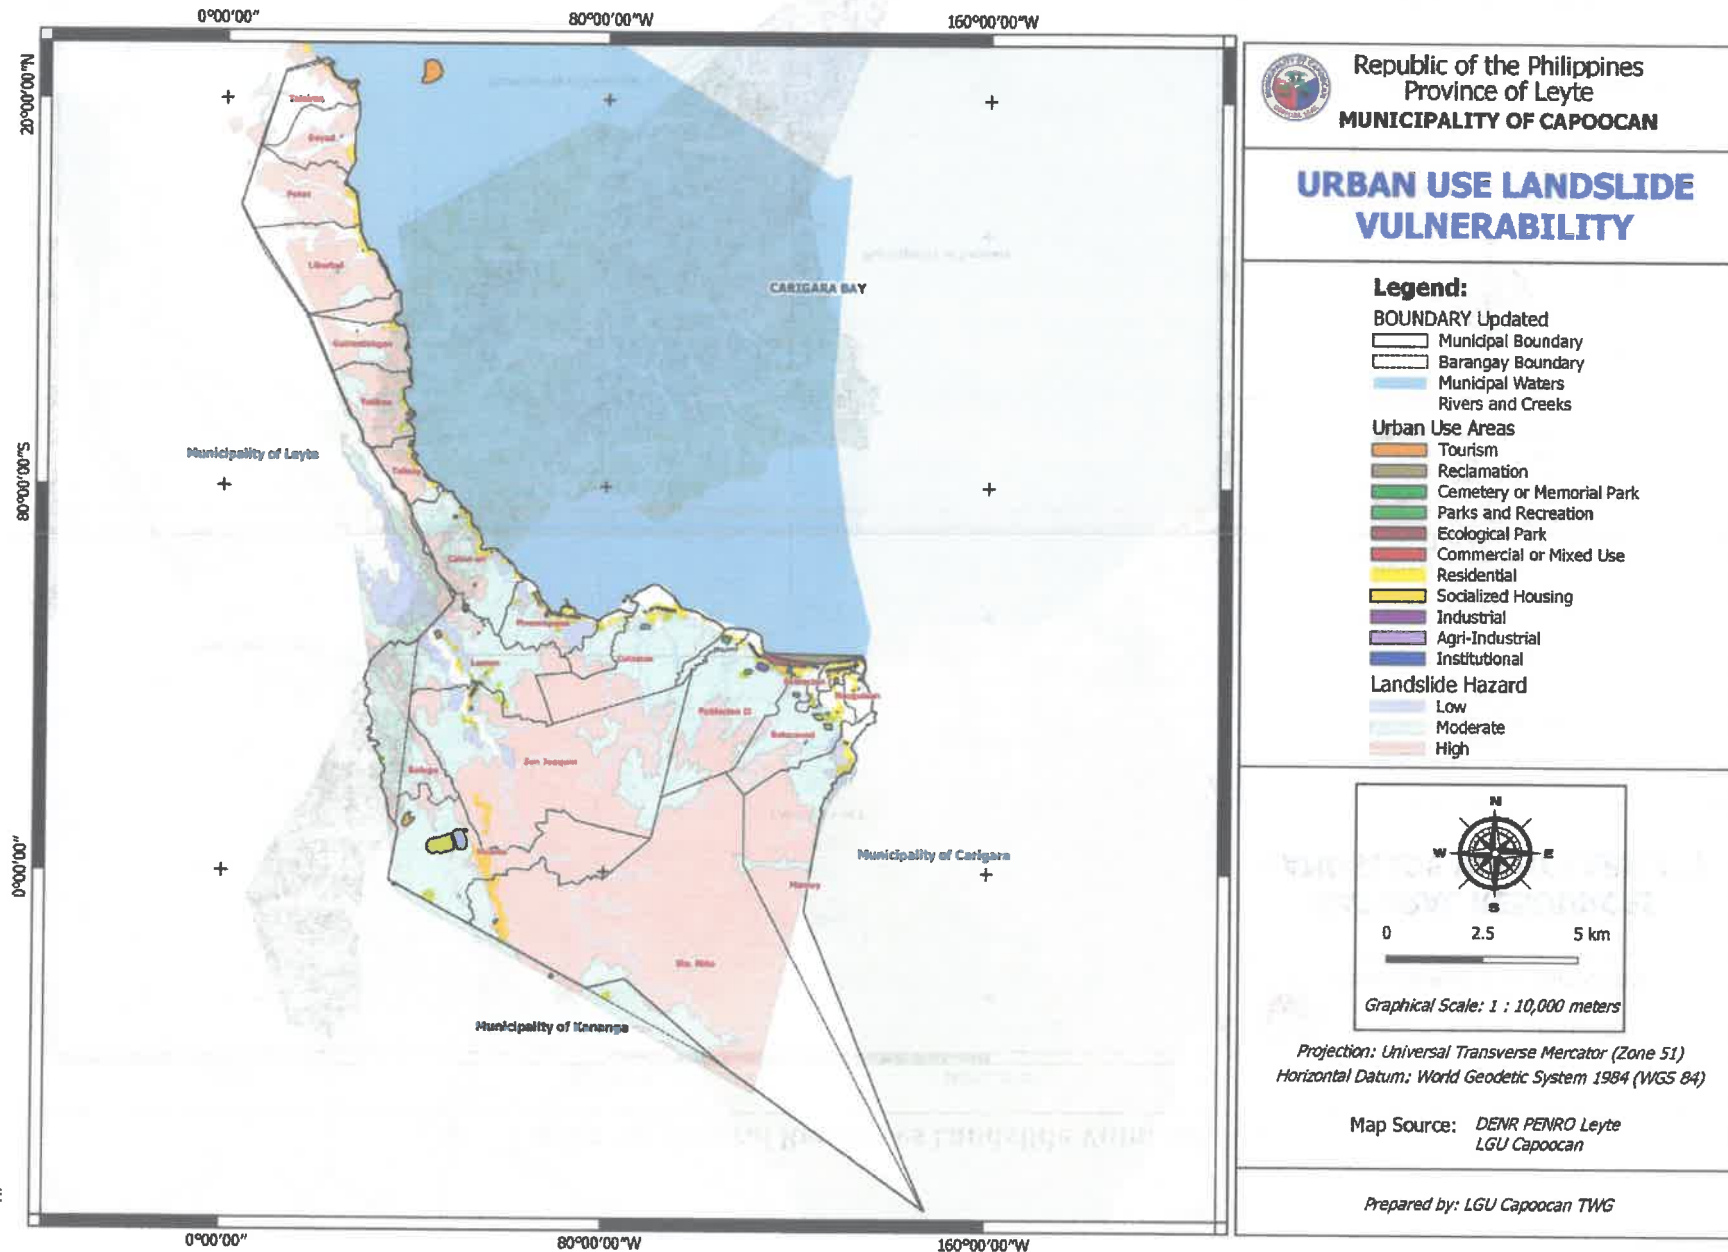 0°00'00"
80°00'00"W
160°00'00"W
20°00'00"N
80°00'00"S
0°00'00"
0°00'00"
80°00'00"W
160°00'00"W
CARIGARA BAY
Municipality of Leyte
Municipality of Carigara
Municipality of Kananga
Pinamopoan
Lemon
San Joaquin
Poblacion II
Balucawoi
Sto. Niño
Republic of the Philippines
Province of Leyte
MUNICIPALITY OF CAPOOCAN
URBAN USE LANDSLIDE
VULNERABILITY
Legend:
BOUNDARY Updated
Municipal Boundary
Barangay Boundary
Municipal Waters
Rivers and Creeks
Urban Use Areas
Tourism
Reclamation
Cemetery or Memorial Park
Parks and Recreation
Ecological Park
Commercial or Mixed Use
Residential
Socialized Housing
Industrial
Agri-Industrial
Institutional
Landslide Hazard
Low
Moderate
High
N
W E
S
0 2.5 5 km
Graphical Scale: 1 : 10,000 meters
Projection: Universal Transverse Mercator (Zone 51)
Horizontal Datum: World Geodetic System 1984 (WGS 84)
Map Source: DENR PENRO Leyte
LGU Capoocan
Prepared by: LGU Capoocan TWG